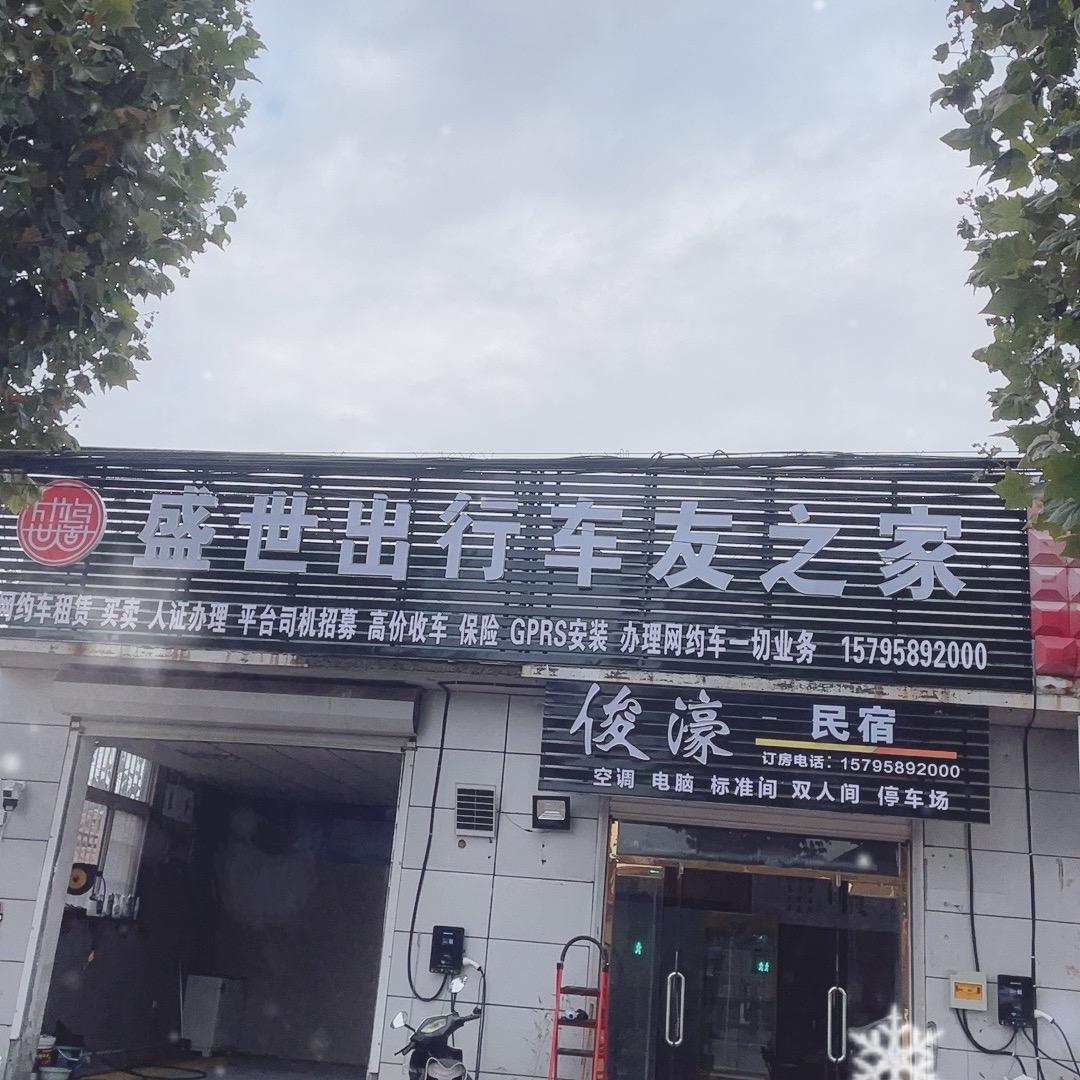 盛世出行车友之家
网约车租赁 买卖 人证办理 平台司机招募 高价收车 保险 GPRS安装 办理网约车一切业务 15795892000
俊濠 民宿
订房电话：15795892000
空调 电脑 标准间 双人间 停车场